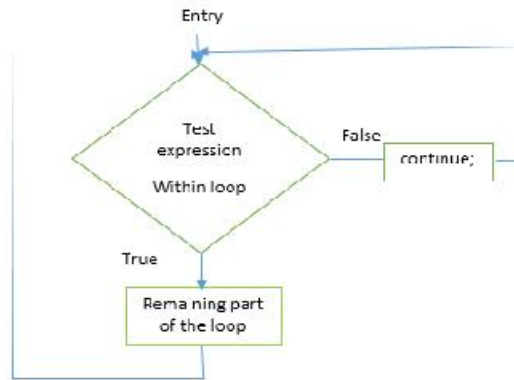 Entry
Test
expression
Within loop
False
continue;
True
Remaining part
of the loop